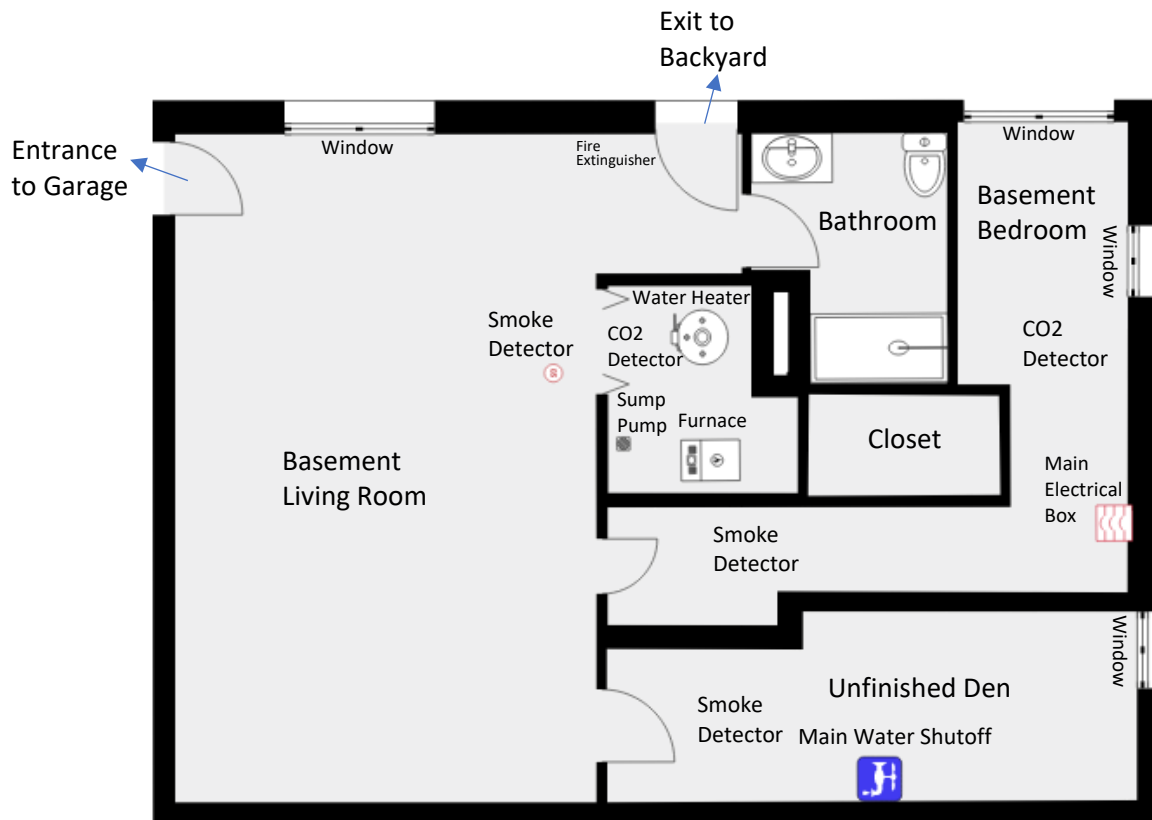 Exit to
Backyard
Entrance
to Garage
Window
Fire
Extinguisher
Window
Bathroom
Basement
Bedroom
Window
Water Heater
Smoke
Detector
CO2
Detector
CO2
Detector
Sump
Pump
Furnace
Closet
Basement
Living Room
Main
Electrical
Box
Smoke
Detector
Window
Unfinished Den
Smoke
Detector
Main Water Shutoff